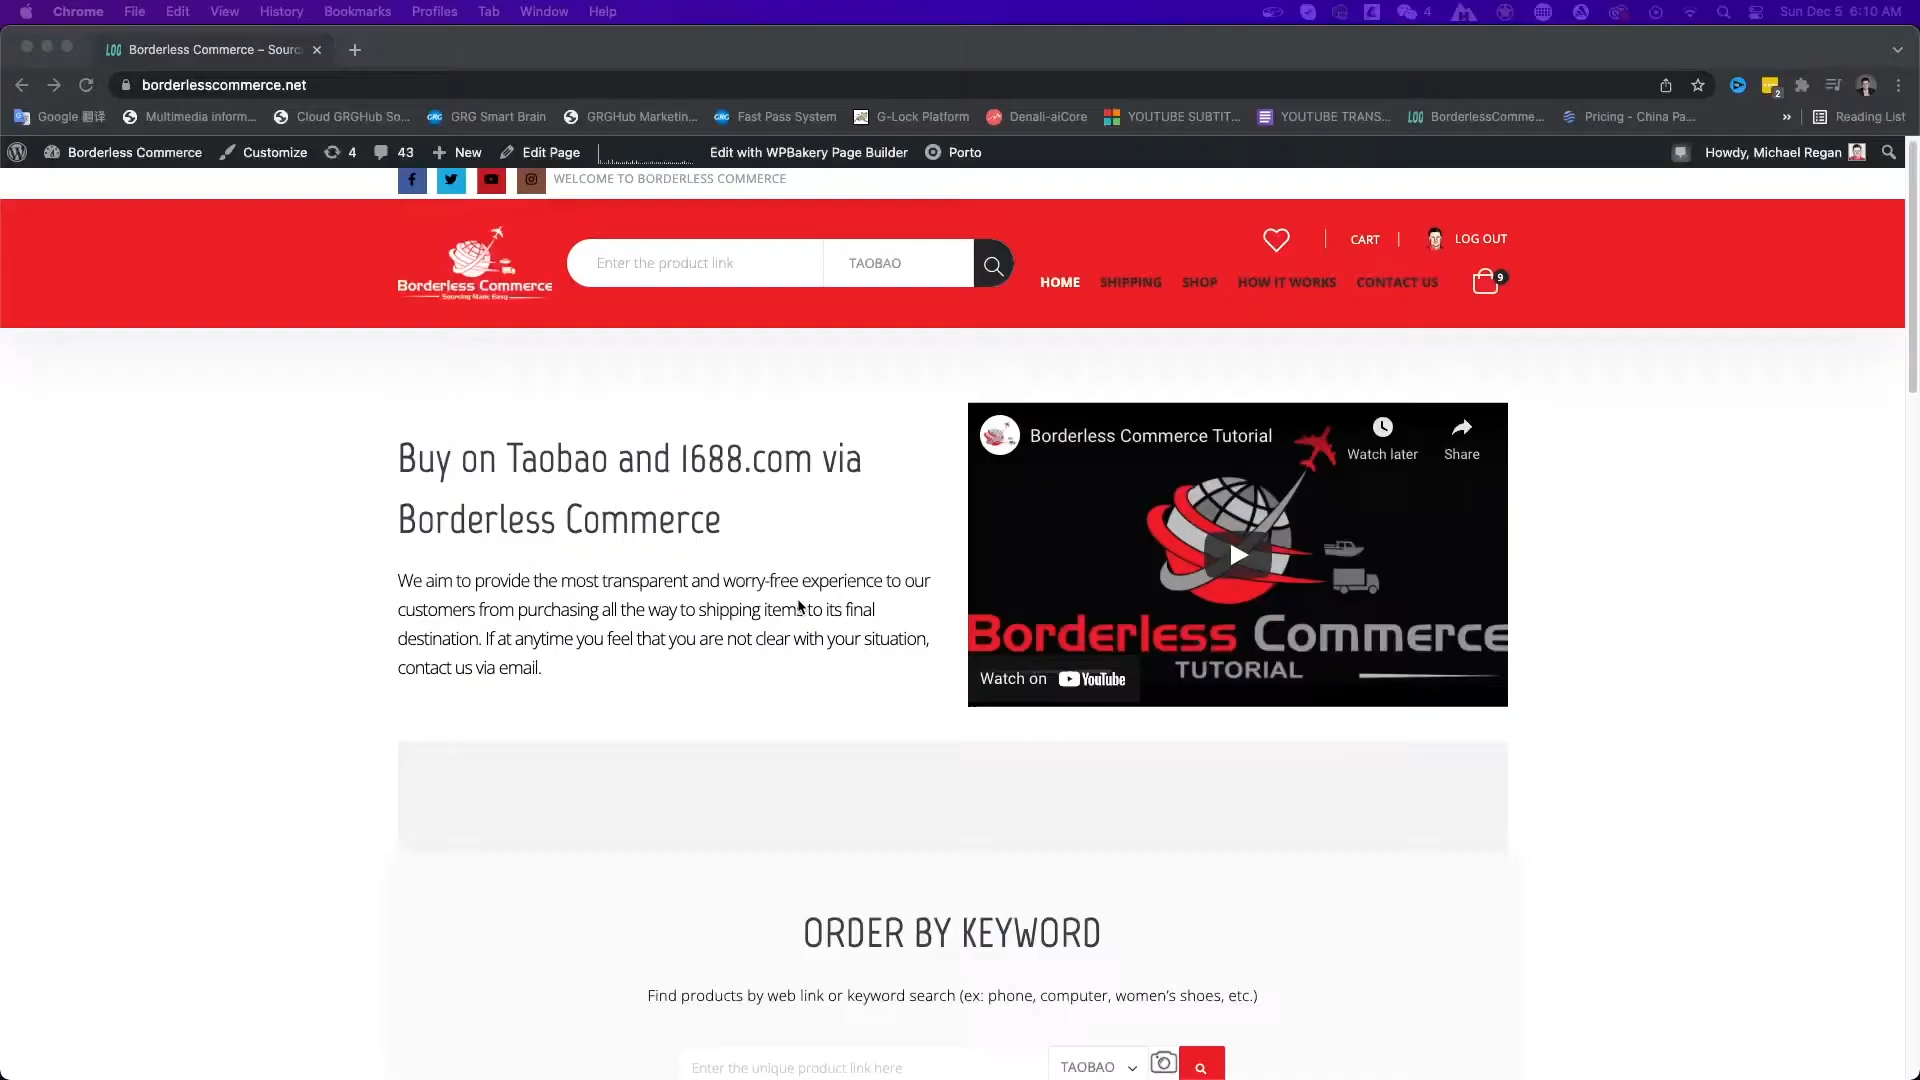 Chrome File Edit View History Bookmarks Profiles Tab Window Help 4 Sun Dec 5 6:10 AM
LOG Borderless Commerce – Sourc
borderlesscommerce.net 2
Google 翻译 Multimedia inform... Cloud GRGHub So... GRG Smart Brain GRGHub Marketin... Fast Pass System G-Lock Platform Denali-aiCore YOUTUBE SUBTIT... YOUTUBE TRANS... LOG BorderlessComme... Pricing - China Pa... » Reading List
Borderless Commerce Customize 4 43 New Edit Page Edit with WPBakery Page Builder Porto Howdy, Michael Regan
WELCOME TO BORDERLESS COMMERCE
CART LOG OUT
Borderless Commerce
Sourcing Made Easy
Enter the product link TAOBAO
HOME SHIPPING SHOP HOW IT WORKS CONTACT US 9
Buy on Taobao and 1688.com via
Borderless Commerce
We aim to provide the most transparent and worry-free experience to our
customers from purchasing all the way to shipping items to its final
destination. If at anytime you feel that you are not clear with your situation,
contact us via email.
Borderless Commerce Tutorial
Watch later Share
Borderless Commerce
TUTORIAL
Watch on YouTube
ORDER BY KEYWORD
Find products by web link or keyword search (ex: phone, computer, women's shoes, etc.)
Enter the unique product link here TAOBAO